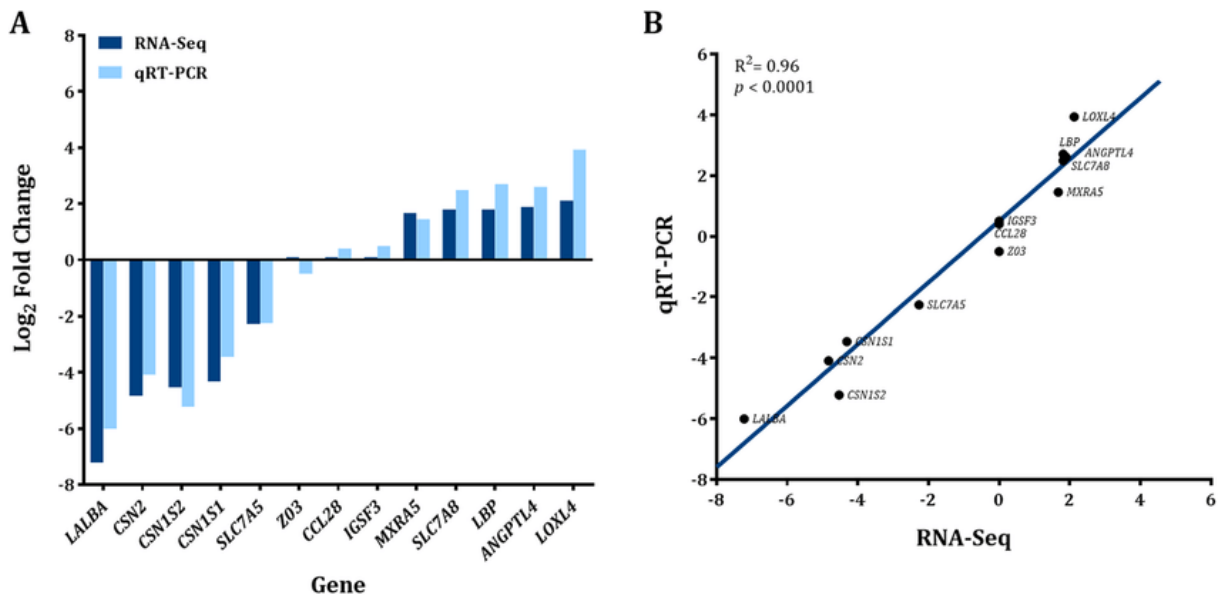 A
RNA-Seq
qRT-PCR
Log2 Fold Change
8
6
4
2
0
-2
-4
-6
-8
LALBA
CSN2
CSN1S2
CSN1S1
SLC7A5
ZO3
CCL28
IGSF3
MXRA5
SLC7A8
LBP
ANGPTL4
LOXL4
Gene
B
R²= 0.96
p < 0.0001
qRT-PCR
6
4
2
0
-2
-4
-6
-8
LOXL4
LBP
ANGPTL4
SLC7A8
MXRA5
IGSF3
CCL28
ZO3
SLC7A5
CSN1S1
CSN2
CSN1S2
LALBA
-8
-6
-4
-2
0
2
4
6
RNA-Seq